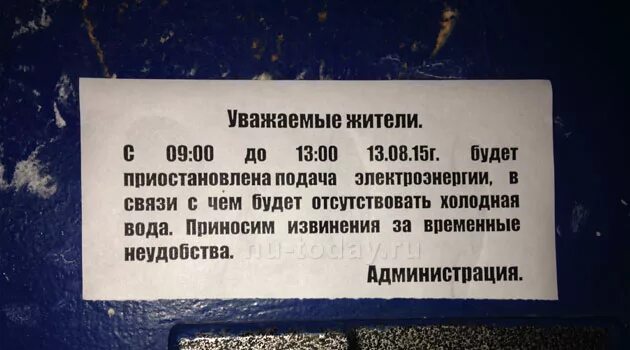 Уважаемые жители.
С 09:00 до 13:00 13.08.15г. будет
приостановлена подача электроэнергии, в
связи с чем будет отсутствовать холодная
вода. Приносим извинения за временные
неудобства.
nu-today.ru
Администрация.